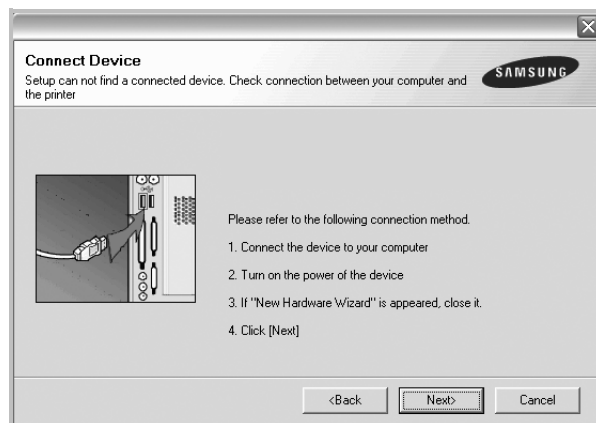 Connect Device
Setup can not find a connected device. Check connection between your computer and
the printer
SAMSUNG
Please refer to the following connection method.
1. Connect the device to your computer
2. Turn on the power of the device
3. If "New Hardware Wizard" is appeared, close it.
4. Click [Next]
<Back
Next>
Cancel